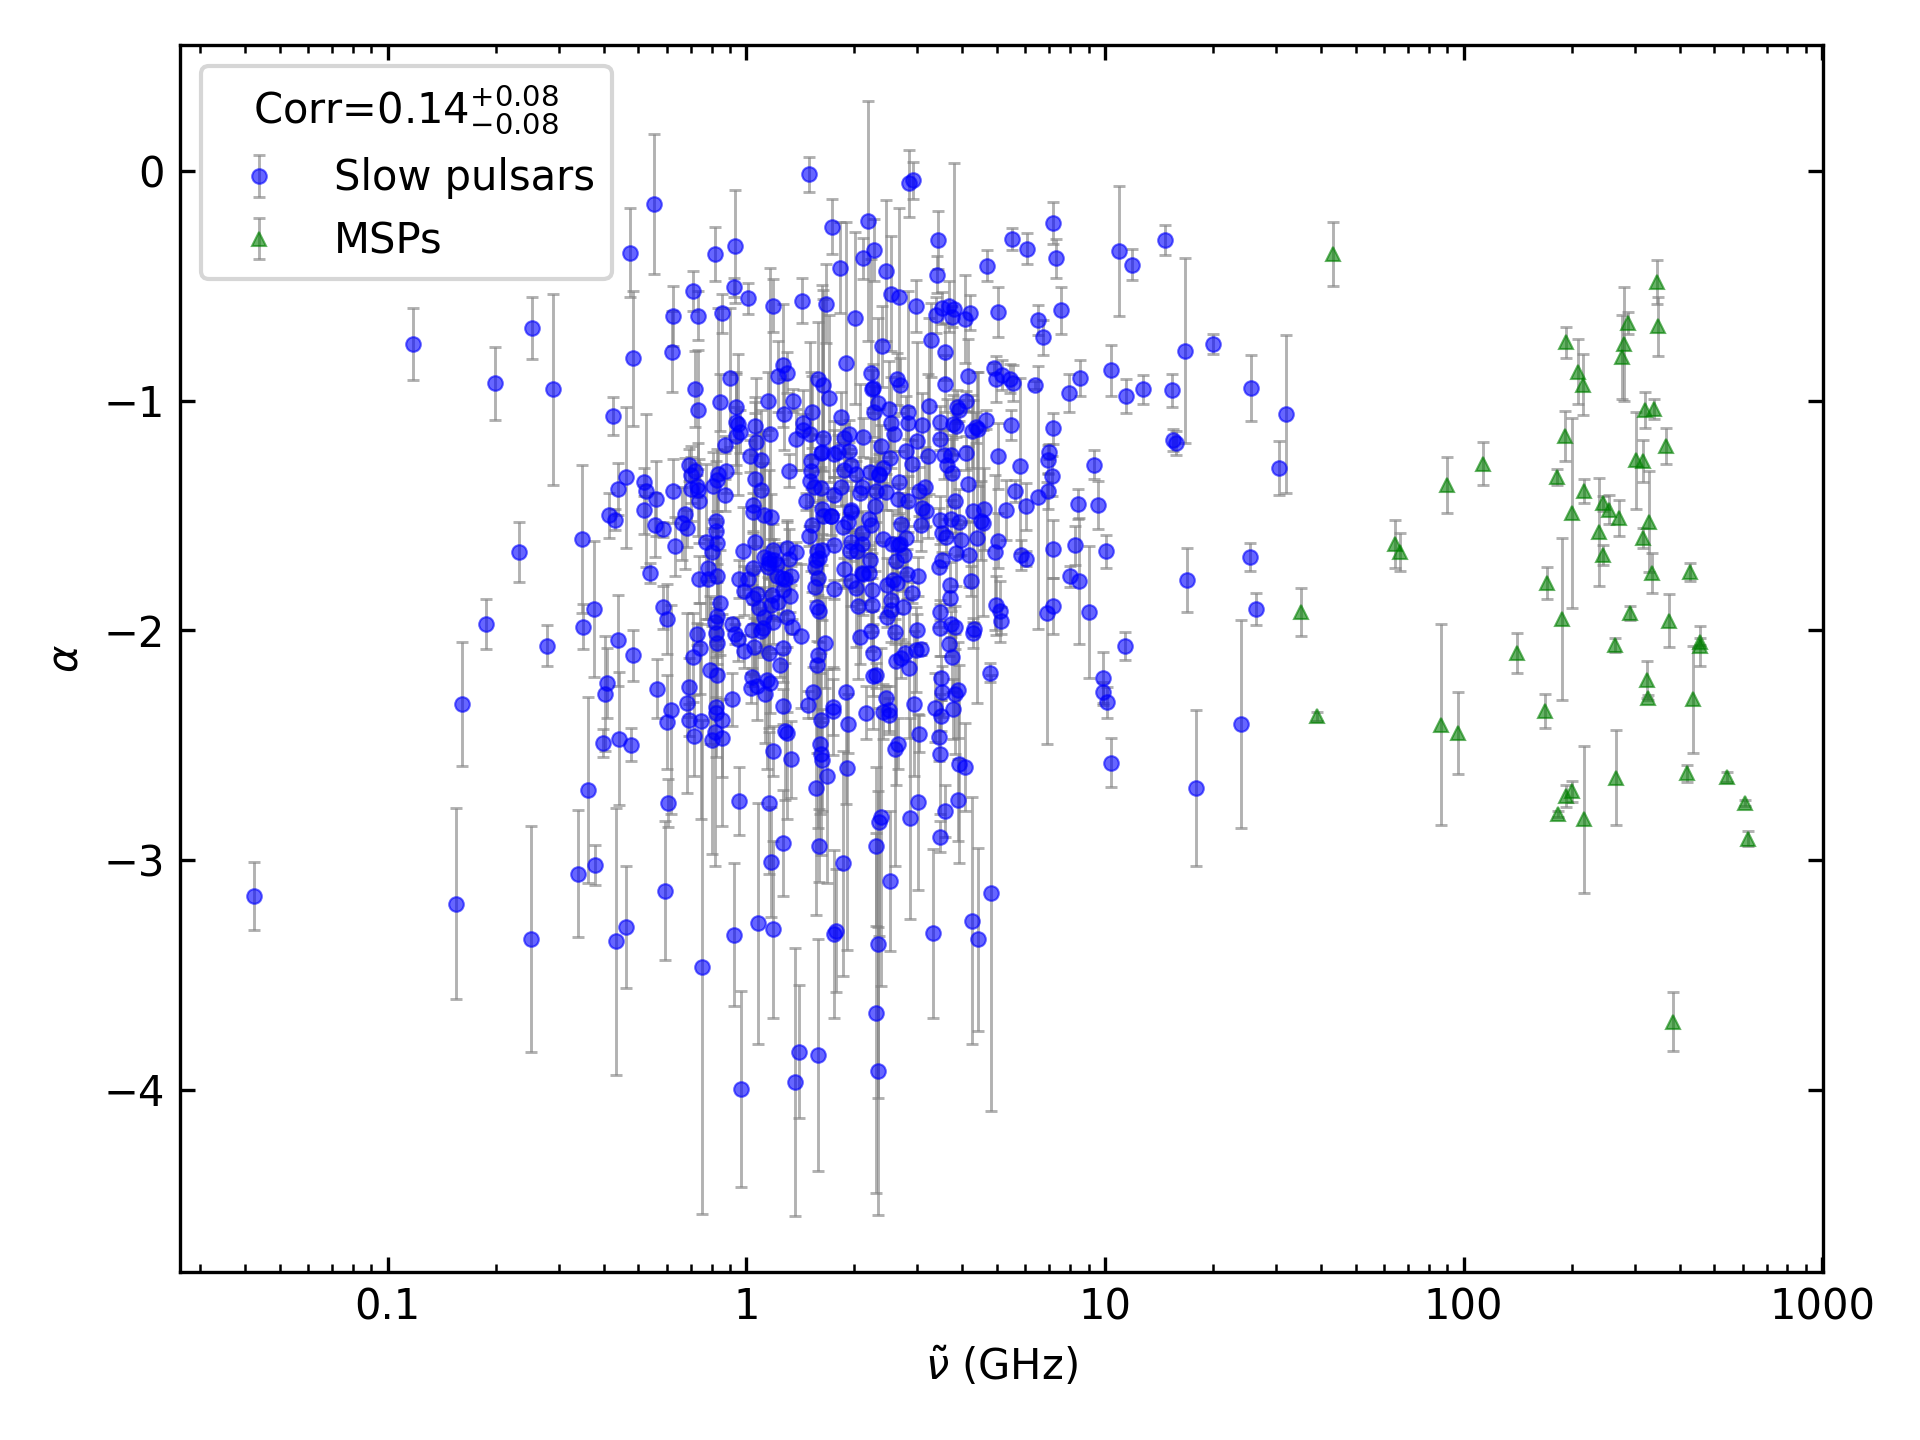 Corr=0.14^{+0.08}_{−0.08}
Slow pulsars
MSPs
0
−1
−2
−3
−4
α
0.1 1 10 100 1000
ν̃ (GHz)